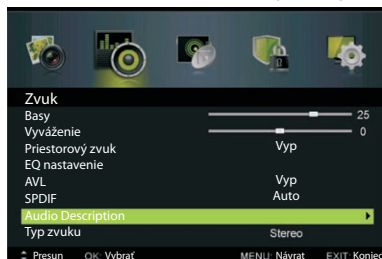 Zvuk
Basy 25
Vyváženie 0
Priestorový zvuk Vyp
EQ nastavenie
AVL Vyp
SPDIF Auto
Audio Description
Typ zvuku Stereo
Presun OK: Vybrať MENU: Návrat EXIT: Koniec